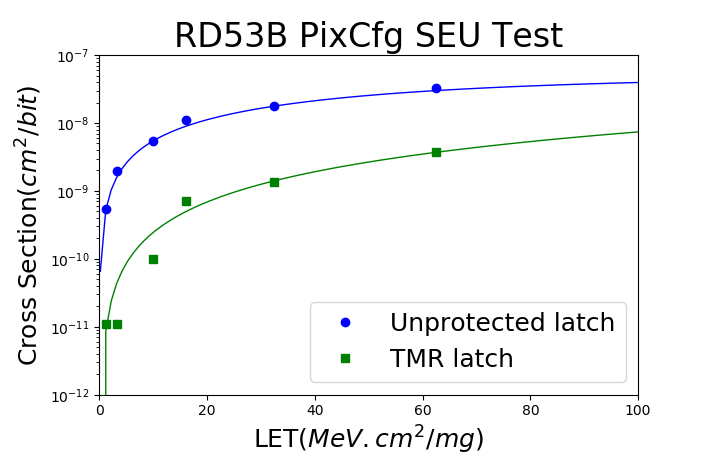 RD53B PixCfg SEU Test
Cross Section(cm²/bit)
10⁻⁷
10⁻⁸
10⁻⁹
10⁻¹⁰
10⁻¹¹
10⁻¹²
Unprotected latch
TMR latch
0 20 40 60 80 100
LET(MeV.cm²/mg)